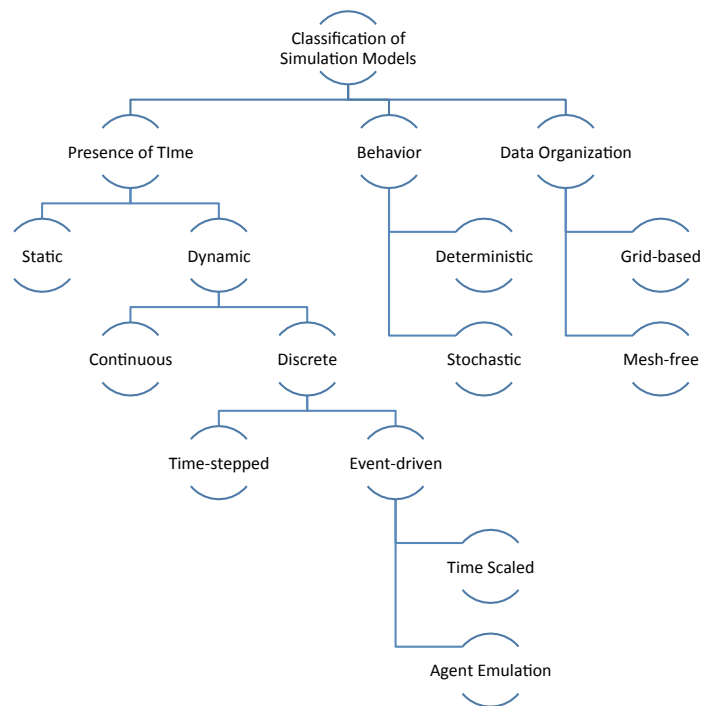 Classification of
Simulation Models
Presence of TIme
Behavior
Data Organization
Static
Dynamic
Deterministic
Grid-based
Continuous
Discrete
Stochastic
Mesh-free
Time-stepped
Event-driven
Time Scaled
Agent Emulation